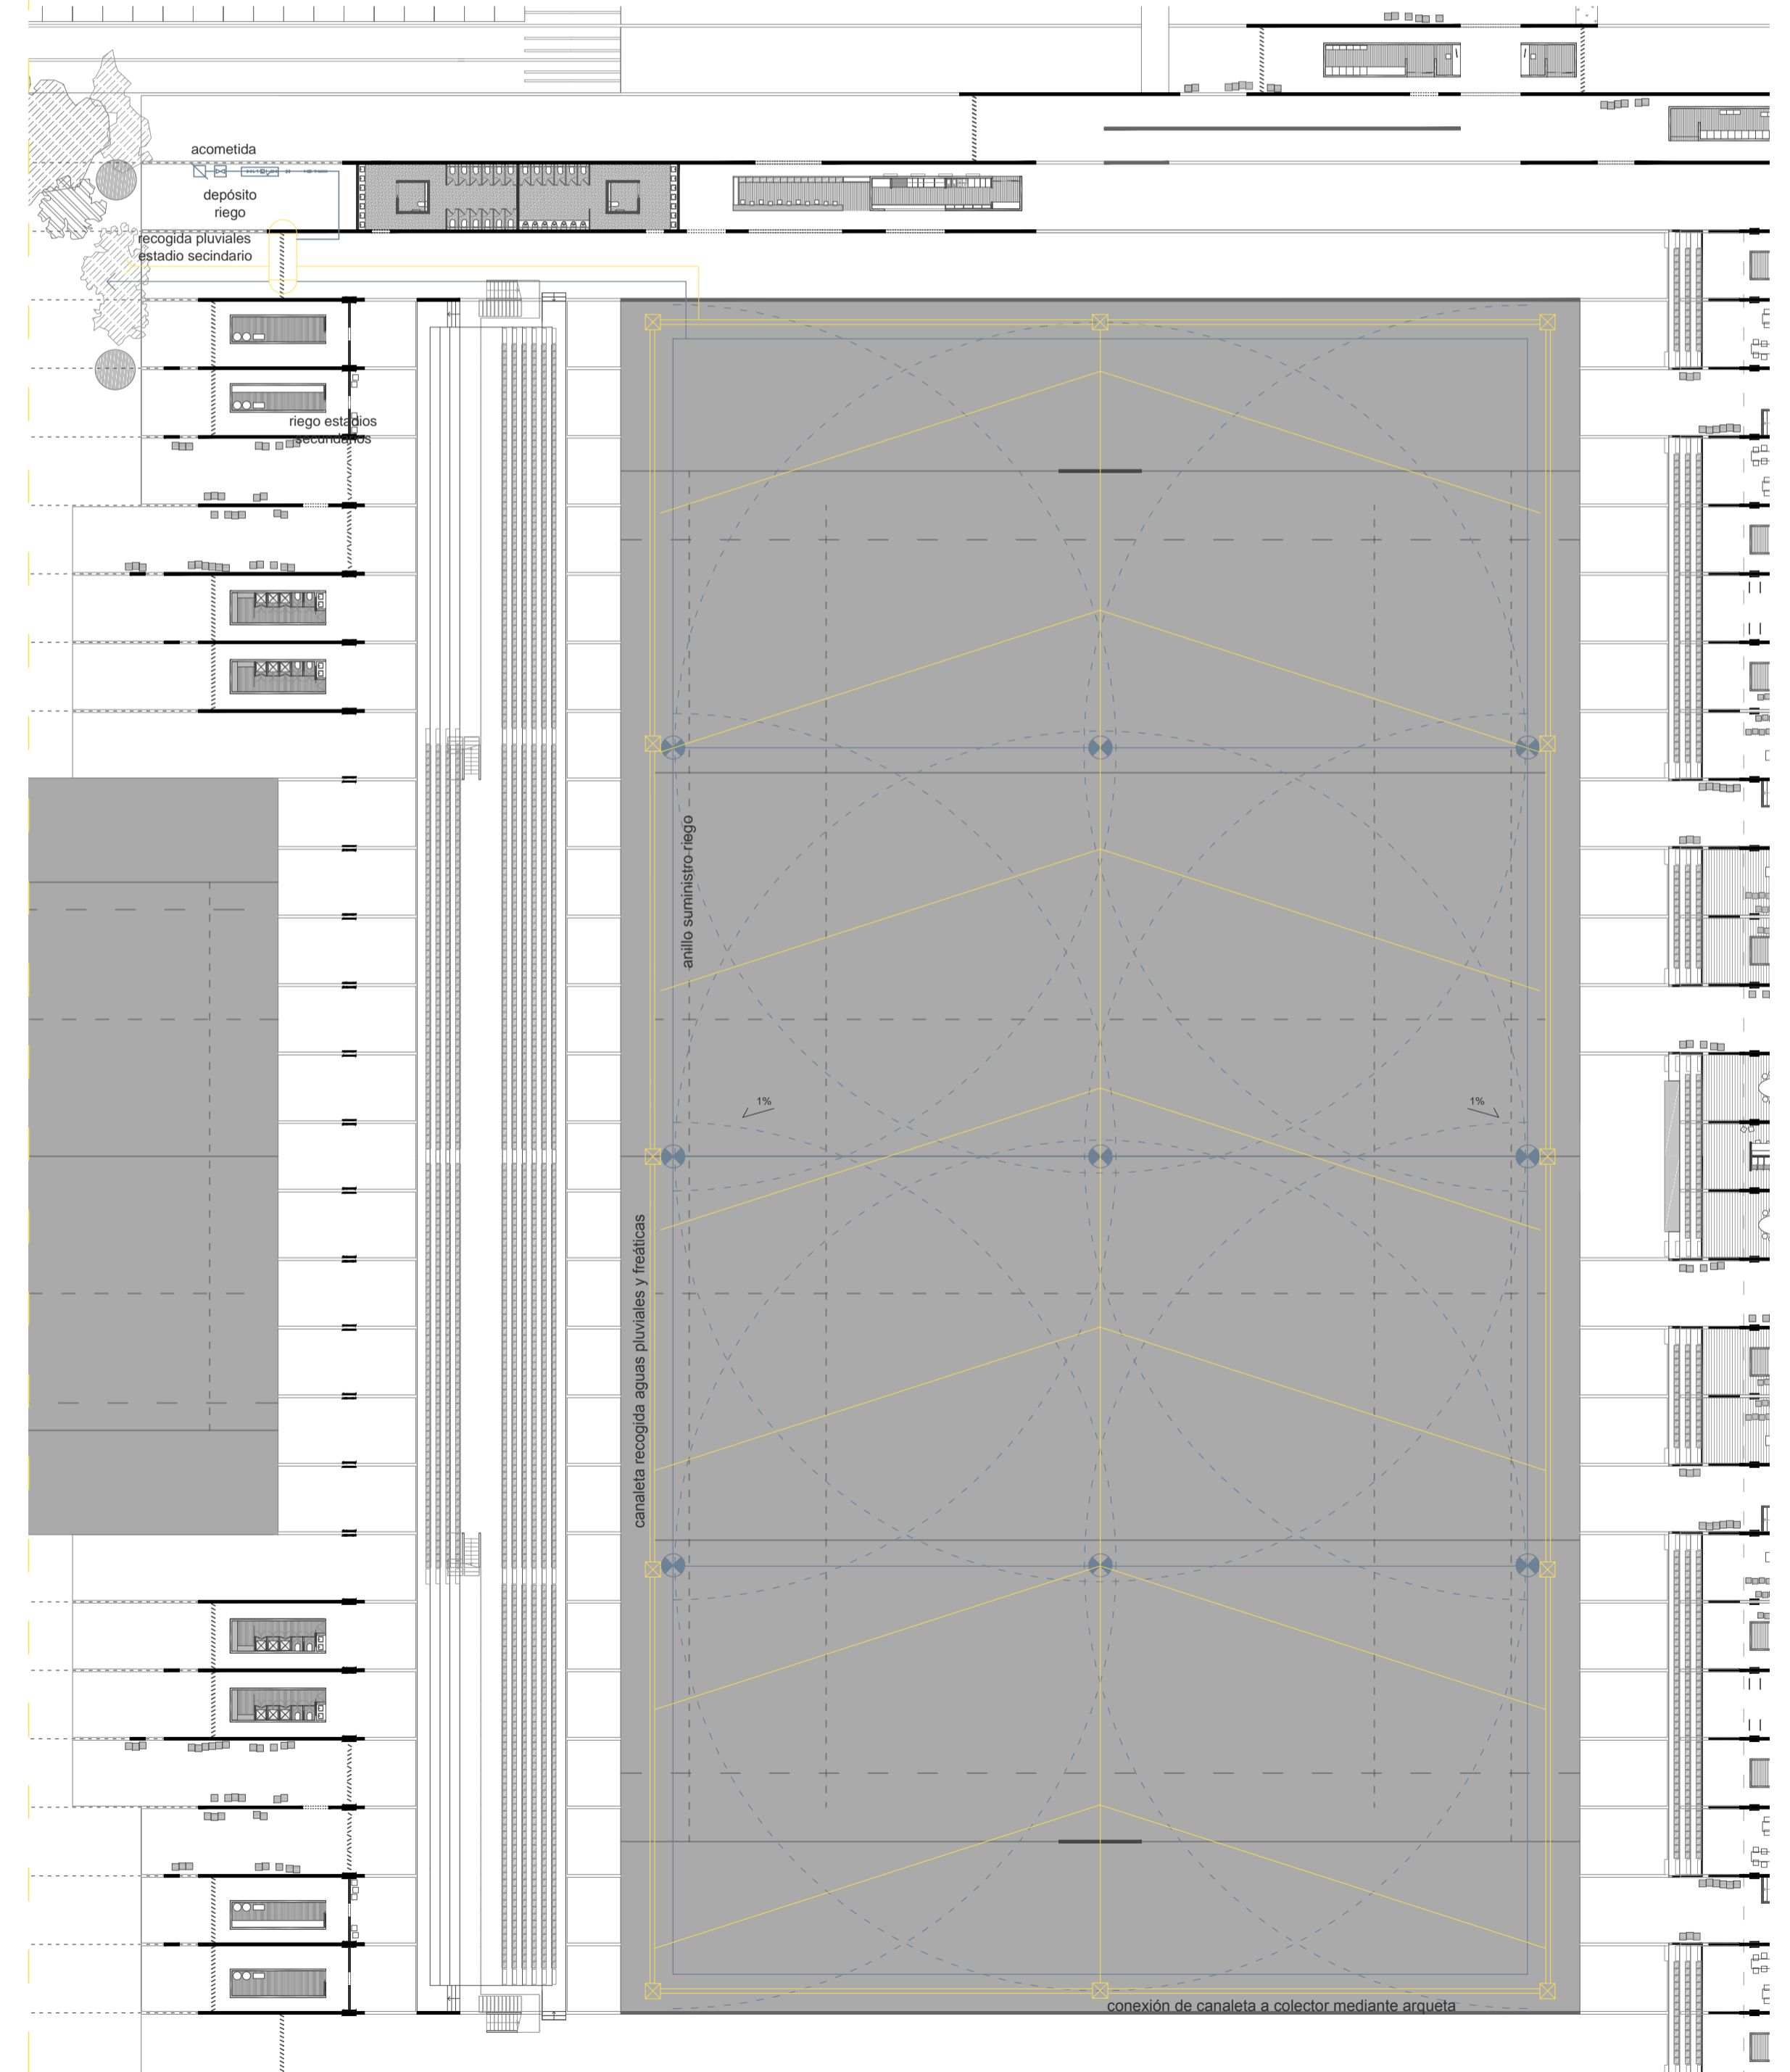 acometida
depósito
riego
recogida pluviales
estadio secindario
riego estadios
secundarios
anillo suministro riego
1%
1%
canaleta recogida aguas pluviales y freáticas
conexión de canaleta a colector mediante arqueta